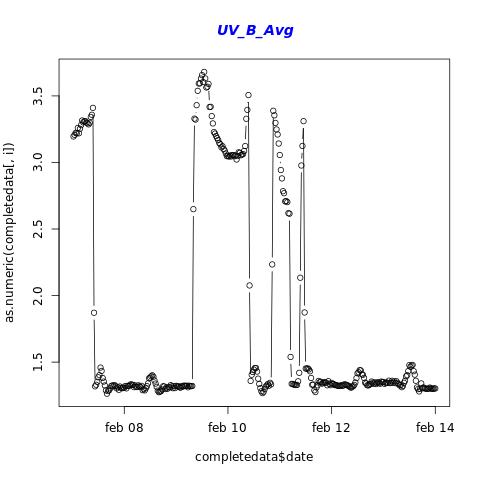 UV_B_Avg
as.numeric(completedata[, i])
3.5
3.0
2.5
2.0
1.5
feb 08
feb 10
feb 12
feb 14
completedata$date